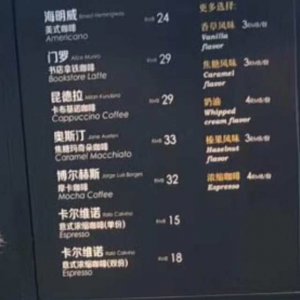 海明威 Ernest Hemingway RMB 24
美式咖啡
Americano
门罗 Alice Munro RMB 29
书店拿铁咖啡
Bookstore Latte
昆德拉 Milan Kundera RMB 29
卡布基诺咖啡
Cappuccino Coffee
奥斯汀 Jane Austen RMB 33
焦糖玛奇朵咖啡
Caramel Macchiato
博尔赫斯 Jorge Luis Borges RMB 32
摩卡咖啡
Mocha Coffee
卡尔维诺 Italo Calvino RMB 15
意式浓缩咖啡(单份)
Espresso
卡尔维诺 Italo Calvino RMB 18
意式浓缩咖啡(双份)
Espresso
更多选择:
香草风味 3RMB/份
Vanilla
flavor
焦糖风味 3RMB/份
Caramel
flavor
奶油 4RMB/份
Whipped
cream flavor
榛果风味 3RMB/份
Hazelnut
flavor
浓缩咖啡 4RMB/份
Espresso